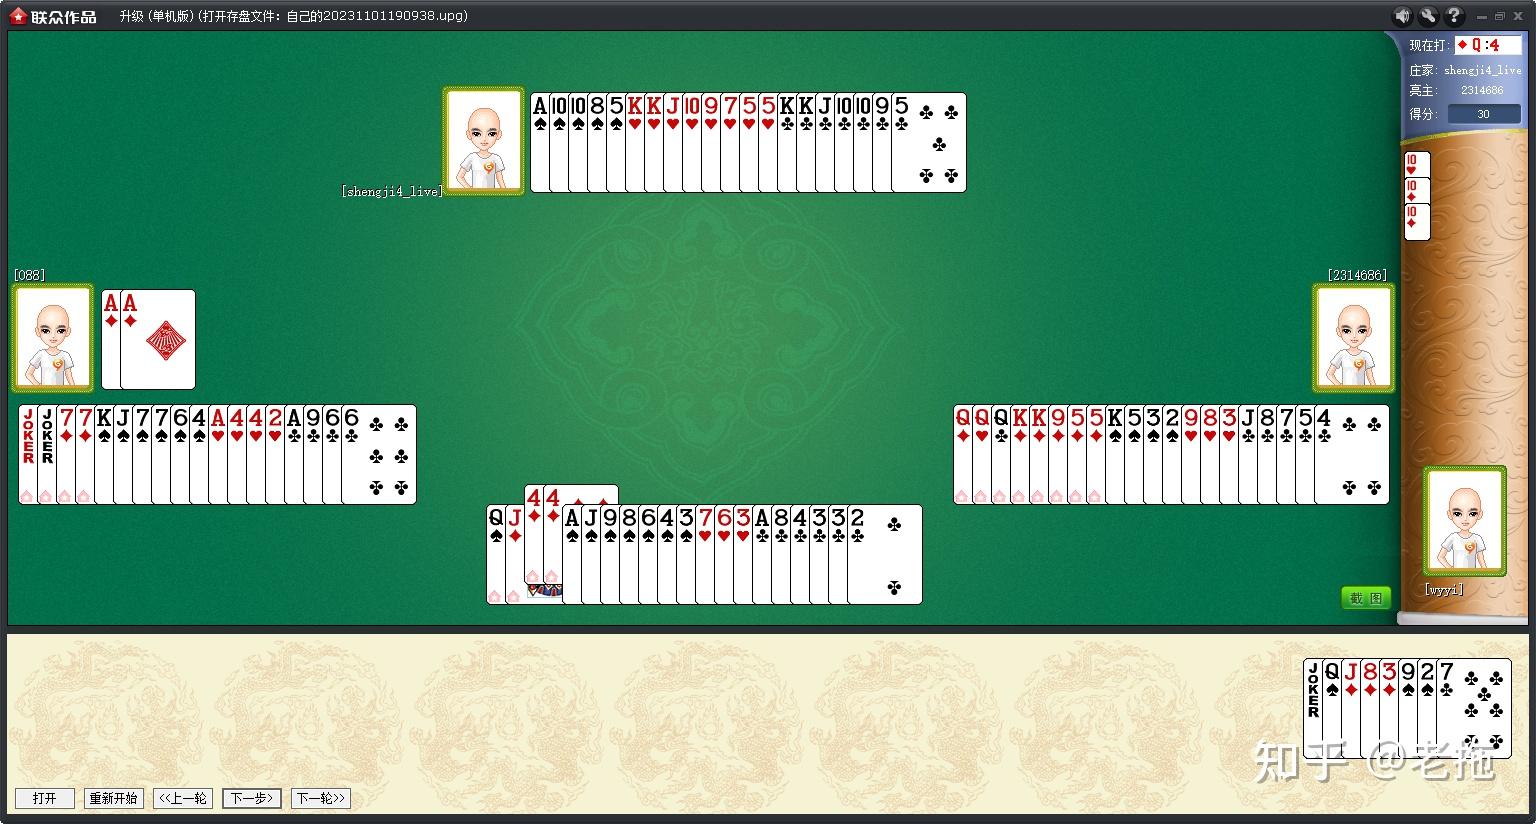 联众作品 升级 (单机版) (打开存盘文件: 自己的20231101190938.upg)
现在打: ♦ Q :4
庄家: shengji4_live
亮主: 2314686
得分: 30
10 ♥
10 ♦
10 ♦
A 10 10 8 5 K K J 10 9 7 5 5 K K J 10 10 9 5
[shengji4_live]
[088]
A A
[2314686]
JOKER JOKER 7 7 K J 7 7 6 4 A 4 4 2 A 9 6 6
Q Q Q K K 9 5 5 K 5 3 2 9 8 3 J 8 7 5 4
4 4
Q J A J 9 8 6 4 3 7 6 3 A 8 4 3 3 2
[wyyi]
截 图
JOKER Q J 8 3 9 2 7
知乎 @老拖
打开 重新开始 <<上一轮 下一步> 下一轮>>